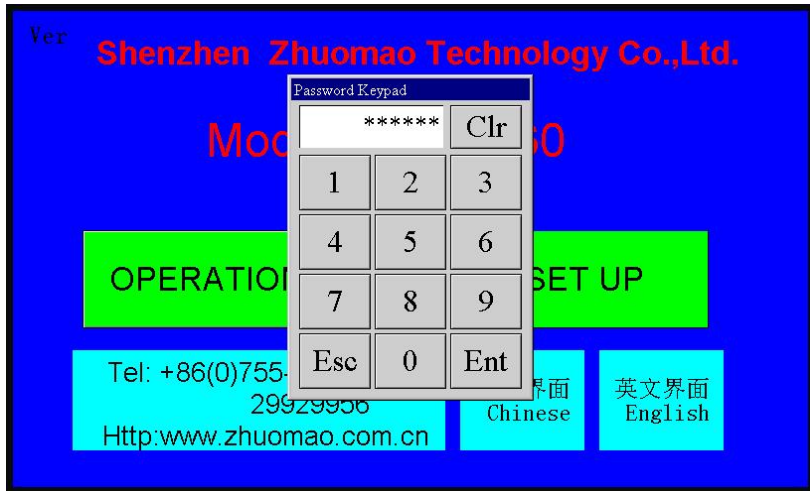 Ver
Shenzhen Zhuomao Technology Co.,Ltd.
Password Keypad
****** Clr
1 2 3
4 5 6
7 8 9
Esc 0 Ent
SET UP
Tel: +86(0)755-
29929956
Http:www.zhuomao.com.cn
界面
Chinese
英文界面
English